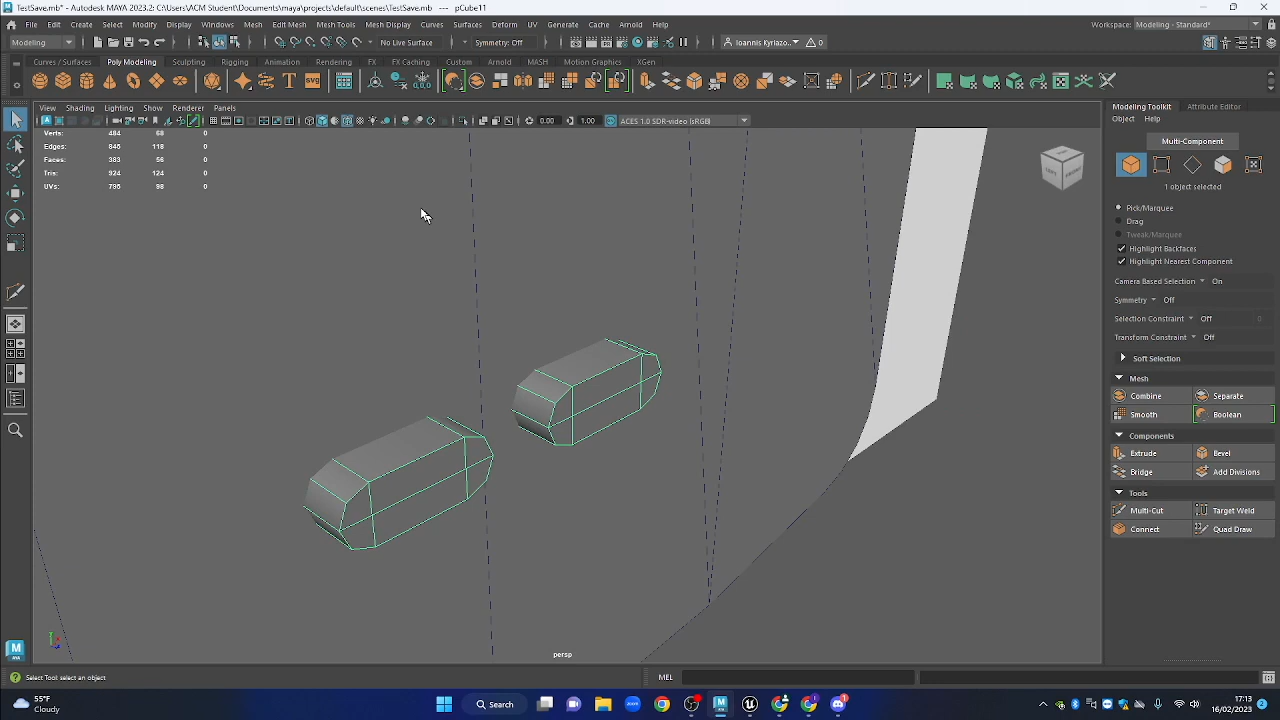 TestSave.mb* - Autodesk MAYA 2023.2: C:\Users\ACM Student\Documents\maya\projects\default\scenes\TestSave.mb --- pCube11
File Edit Create Select Modify Display Windows Mesh Edit Mesh Mesh Tools Mesh Display Curves Surfaces Deform UV Generate Cache Arnold Help
Workspace: Modeling - Standard*
Modeling No Live Surface Symmetry: Off Ioannis Kyriazo... 0
Curves / Surfaces Poly Modeling Sculpting Rigging Animation Rendering FX FX Caching Custom Arnold MASH Motion Graphics XGen
SVG
View Shading Lighting Show Renderer Panels
0.00 1.00 ACES 1.0 SDR-video (sRGB)
Verts: 484 68 0
Edges: 846 118 0
Faces: 383 56 0
Tris: 924 124 0
UVs: 796 98 0
persp
Modeling Toolkit Attribute Editor
Object Help
Multi-Component
1 object selected
Pick/Marquee
Drag
Tweak/Marquee
Highlight Backfaces
Highlight Nearest Component
Camera Based Selection On
Symmetry Off
Selection Constraint Off 0
Transform Constraint Off
Soft Selection
Mesh
Combine Separate
Smooth Boolean
Components
Extrude Bevel
Bridge Add Divisions
Tools
Multi-Cut Target Weld
Connect Quad Draw
Select Tool: select an object
MEL
55°F
Cloudy
Search
zoom
1
17:13
16/02/2023
2